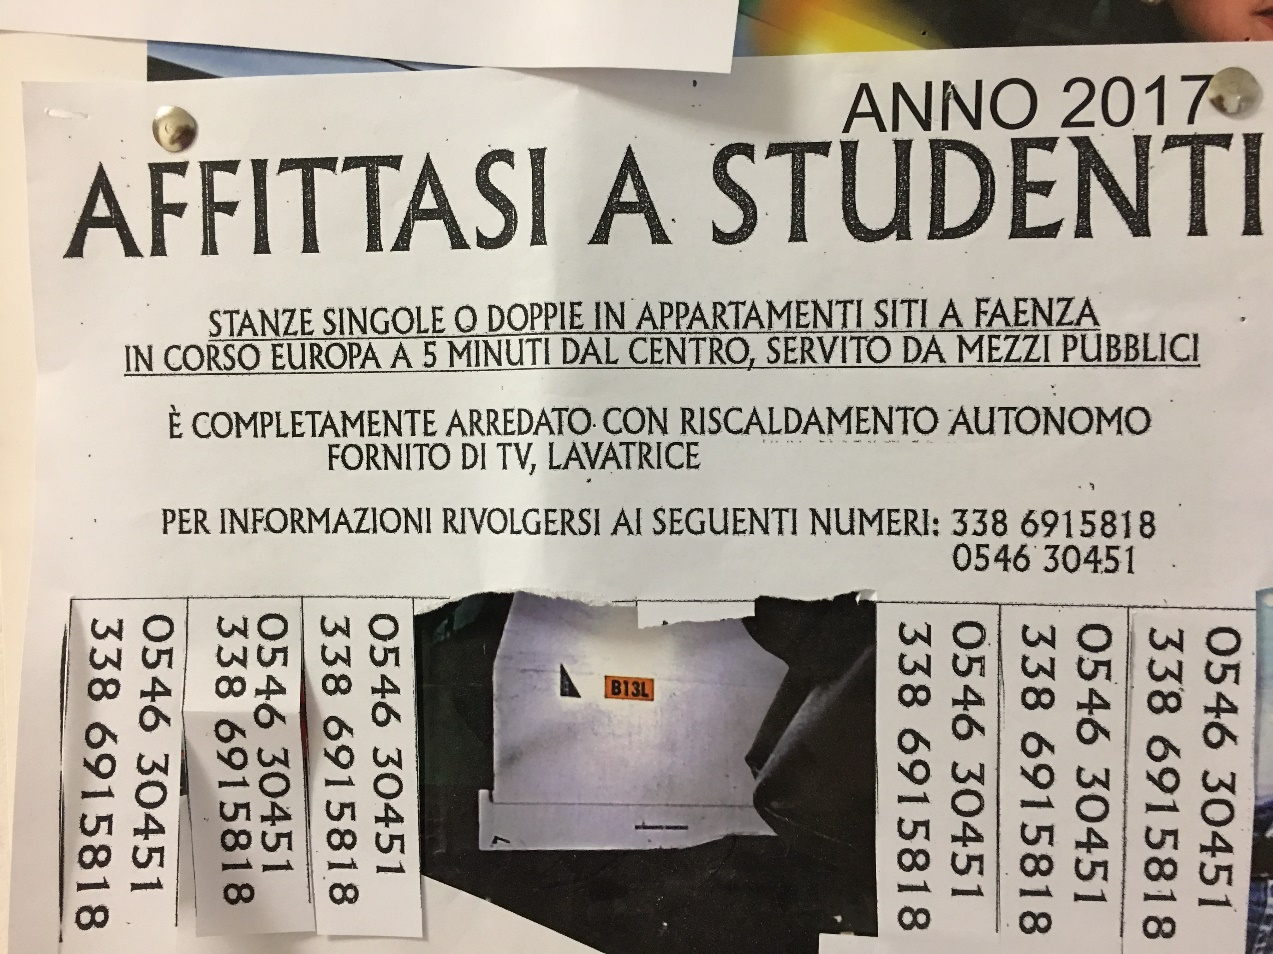 ANNO 2017
AFFITTASI A STUDENTI
STANZE SINGOLE O DOPPIE IN APPARTAMENTI SITI A FAENZA
IN CORSO EUROPA A 5 MINUTI DAL CENTRO, SERVITO DA MEZZI PUBBLICI
È COMPLETAMENTE ARREDATO CON RISCALDAMENTO AUTONOMO
FORNITO DI TV, LAVATRICE
PER INFORMAZIONI RIVOLGERSI AI SEGUENTI NUMERI: 338 6915818
0546 30451
0546 30451
338 6915818
0546 30451
338 6915818
0546 30451
338 6915818
B13L
7
0546 30451
338 6915818
0546 30451
338 6915818
0546 30451
338 6915818